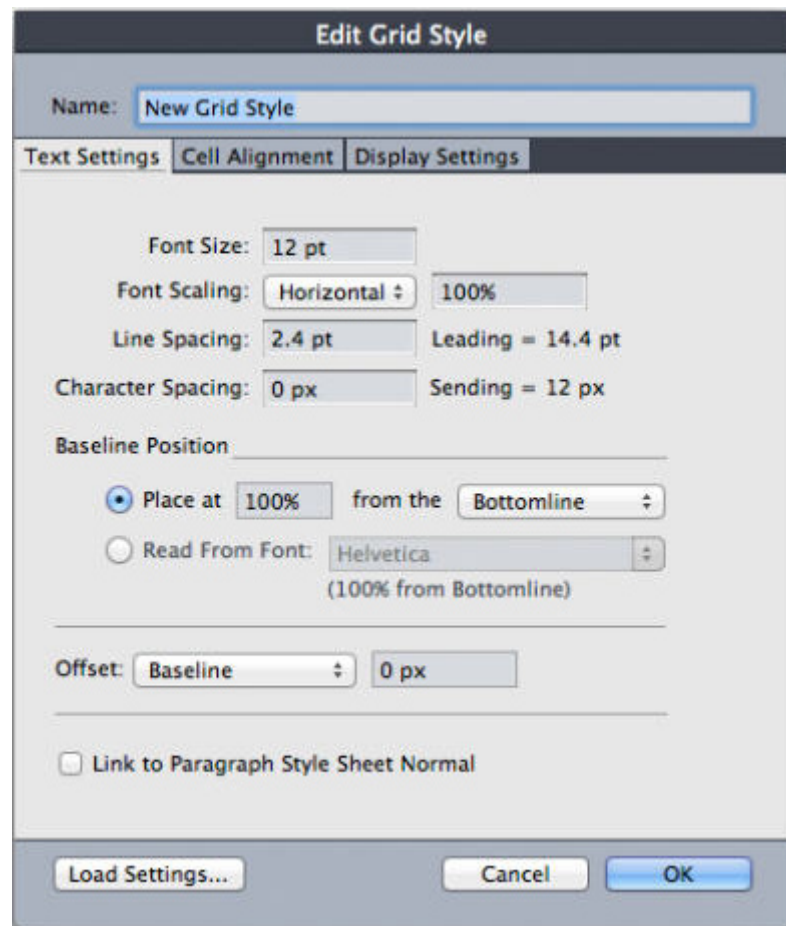 Edit Grid Style
Name: New Grid Style
Text Settings Cell Alignment Display Settings
Font Size: 12 pt
Font Scaling: Horizontal 100%
Line Spacing: 2.4 pt Leading = 14.4 pt
Character Spacing: 0 px Sending = 12 px
Baseline Position
Place at 100% from the Bottomline
Read From Font: Helvetica
(100% from Bottomline)
Offset: Baseline 0 px
Link to Paragraph Style Sheet Normal
Load Settings... Cancel OK